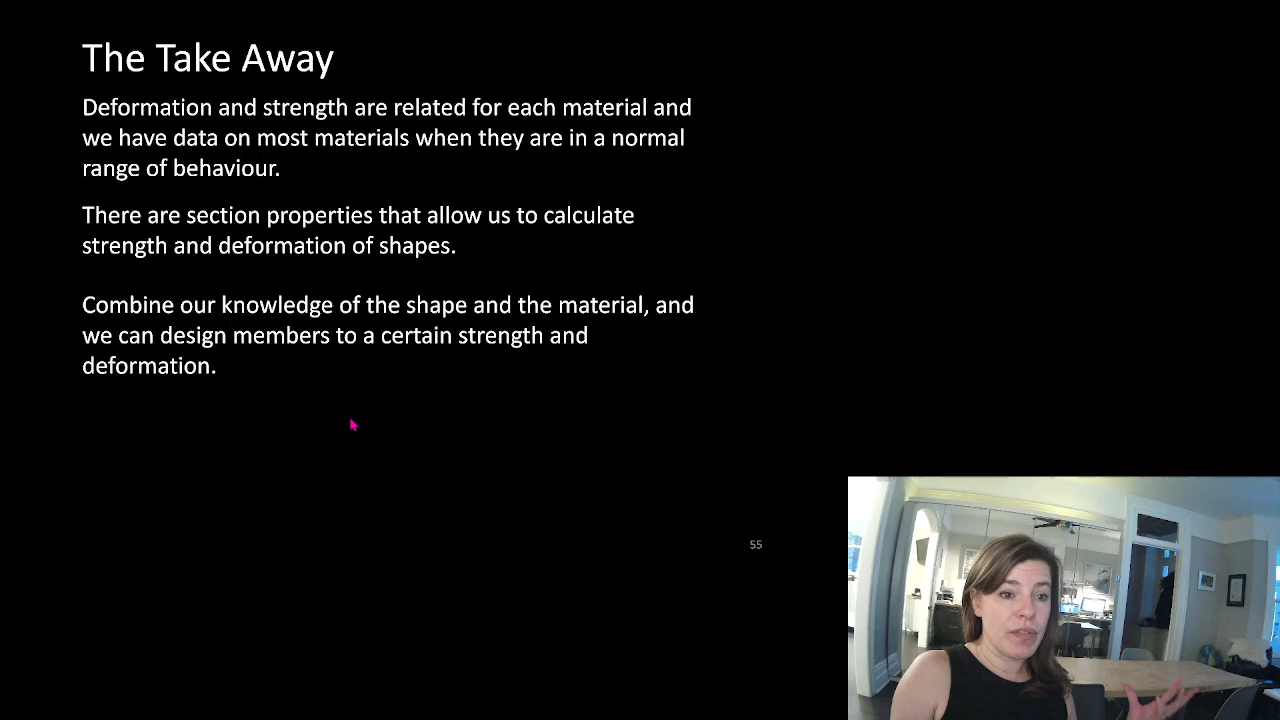 The Take Away
Deformation and strength are related for each material and
we have data on most materials when they are in a normal
range of behaviour.
There are section properties that allow us to calculate
strength and deformation of shapes.
Combine our knowledge of the shape and the material, and
we can design members to a certain strength and
deformation.
55